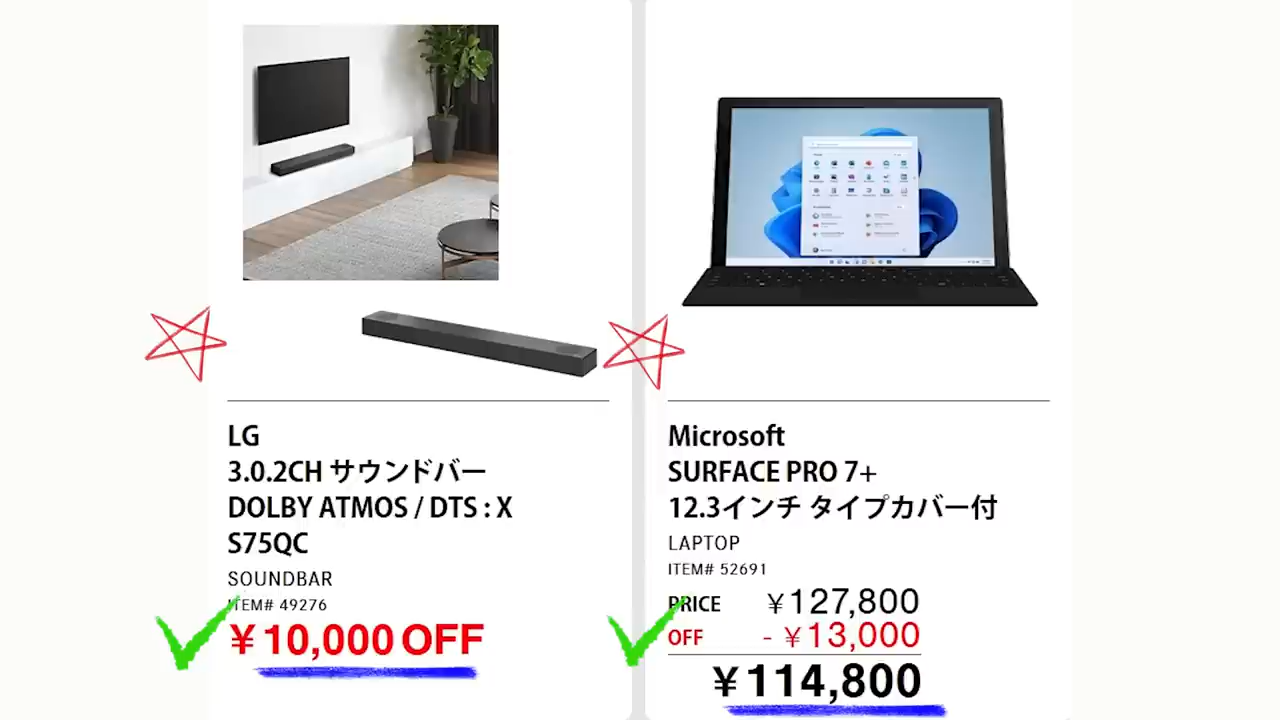 LG
3.0.2CH サウンドバー
DOLBY ATMOS / DTS : X
S75QC
SOUNDBAR
ITEM# 49276
￥10,000 OFF
Microsoft
SURFACE PRO 7+
12.3インチ タイプカバー付
LAPTOP
ITEM# 52691
PRICE ￥127,800
OFF - ￥13,000
￥114,800